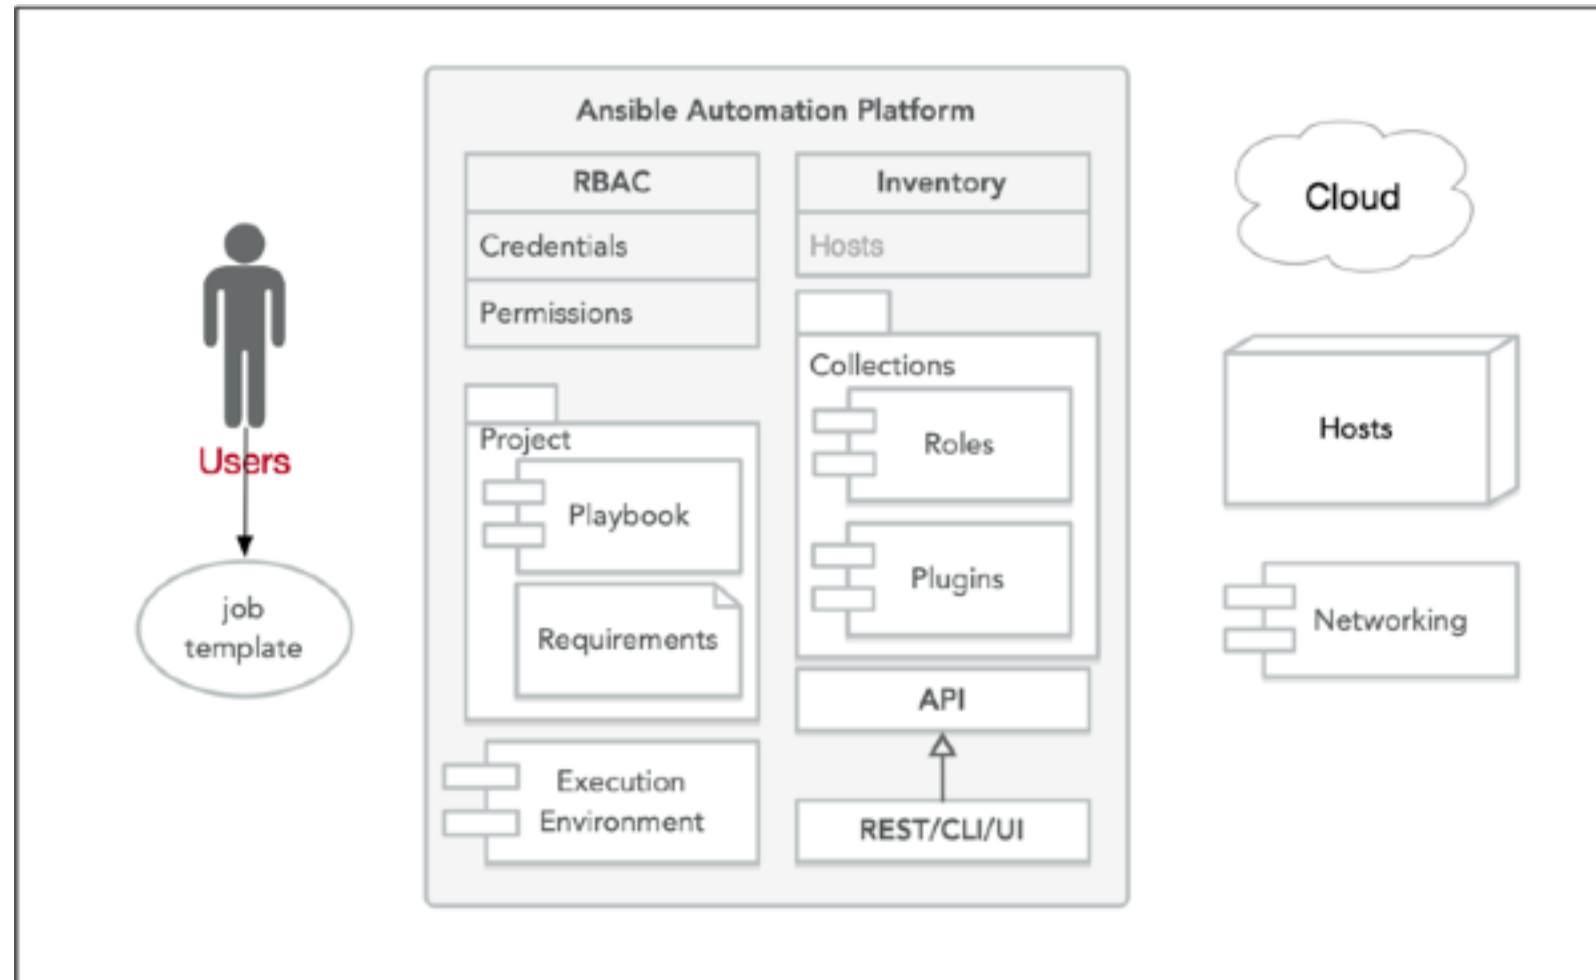 Ansible Automation Platform
RBAC
Credentials
Permissions
Inventory
Hosts
Users
job
template
Project
Playbook
Requirements
Execution
Environment
Collections
Roles
Plugins
API
REST/CLI/UI
Cloud
Hosts
Networking